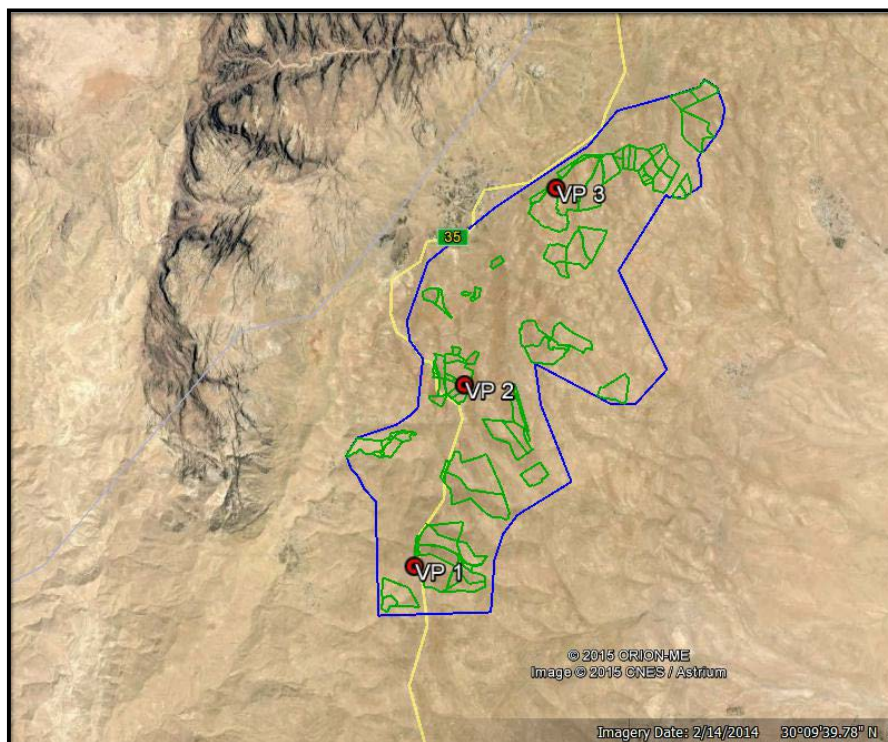 VP 3
35
VP 2
VP 1
© 2015 ORION-ME
Image © 2015 CNES / Astrium
Imagery Date: 2/14/2014 30°09'39.78" N